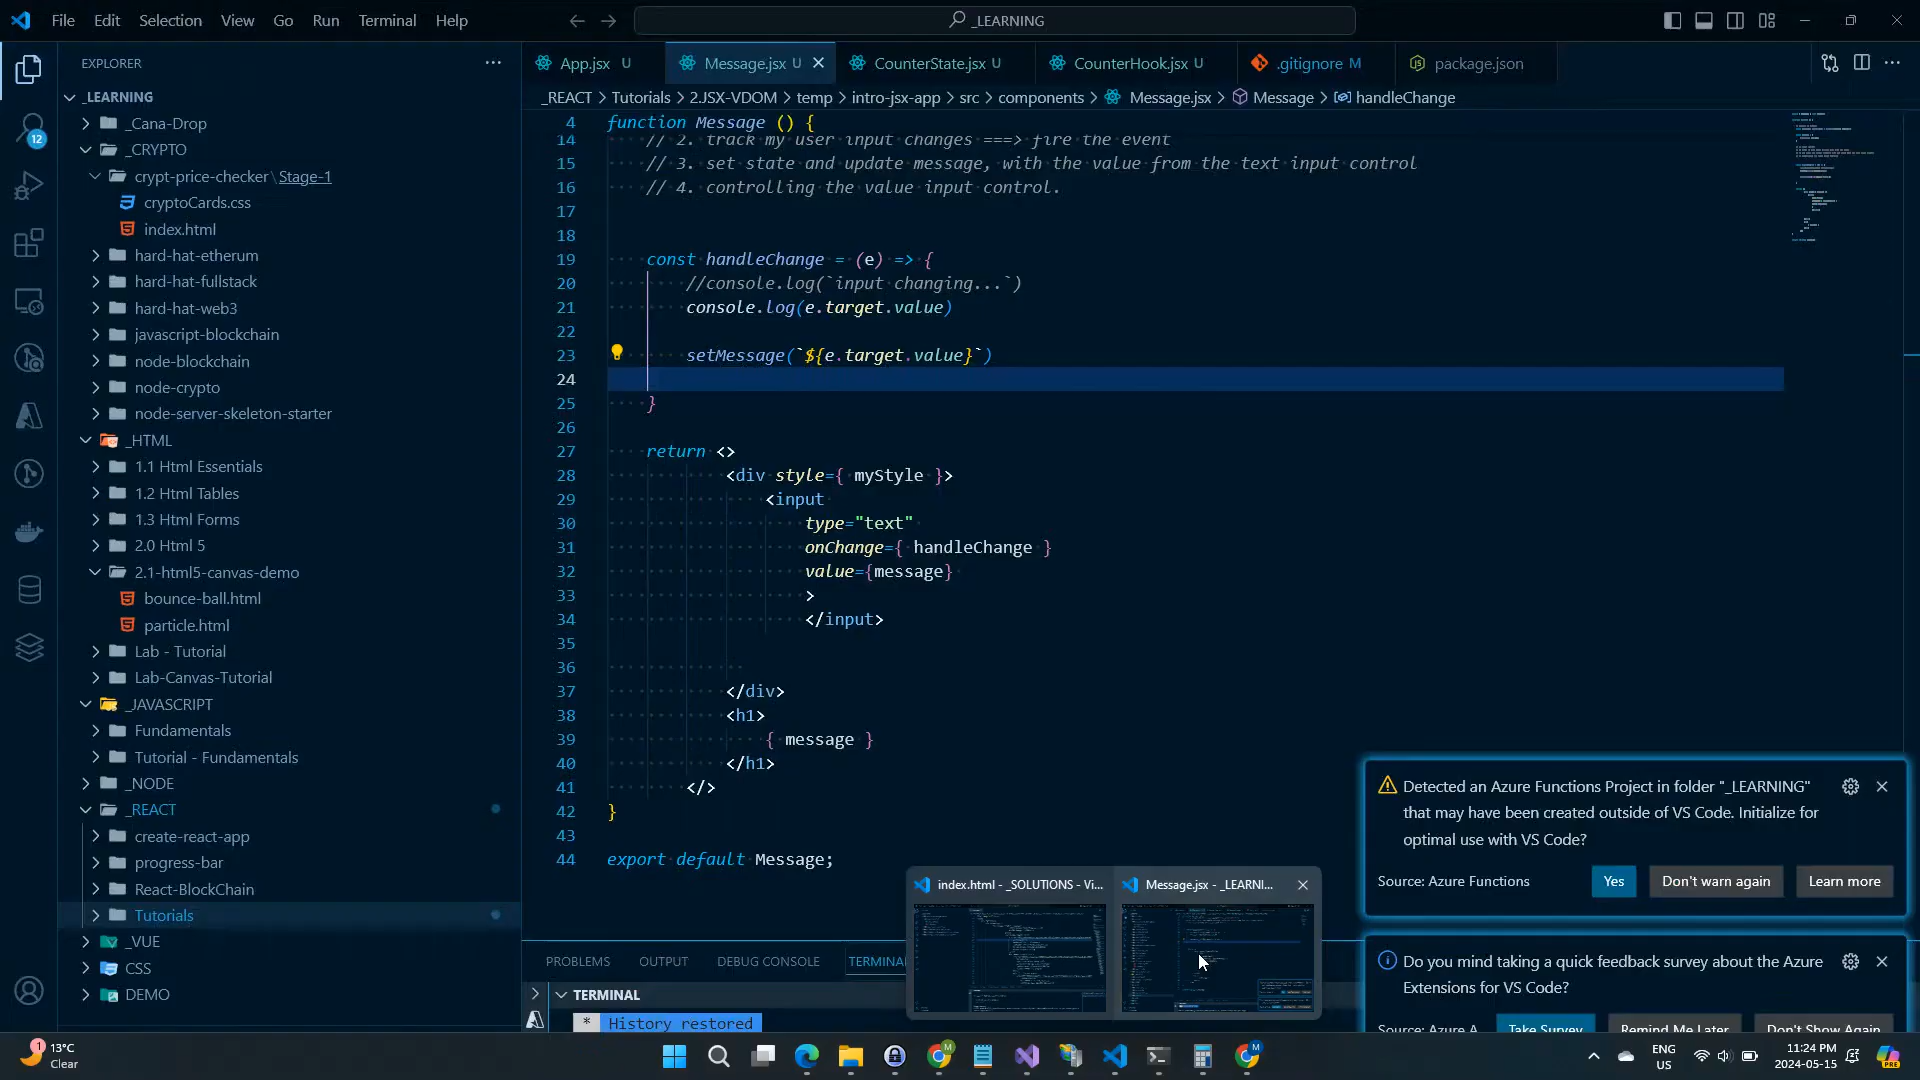 File Edit Selection View Go Run Terminal Help
_LEARNING
EXPLORER
App.jsx U
Message.jsx U
CounterState.jsx U
CounterHook.jsx U
.gitignore M
package.json
_REACT > Tutorials > 2.JSX-VDOM > temp > intro-jsx-app > src > components > Message.jsx > Message > handleChange
12
_LEARNING
_Cana-Drop
_CRYPTO
crypt-price-checker\Stage-1
cryptoCards.css
index.html
hard-hat-etherum
hard-hat-fullstack
hard-hat-web3
javascript-blockchain
node-blockchain
node-crypto
node-server-skeleton-starter
_HTML
1.1 Html Essentials
1.2 Html Tables
1.3 Html Forms
2.0 Html 5
2.1-html5-canvas-demo
bounce-ball.html
particle.html
Lab - Tutorial
Lab-Canvas-Tutorial
_JAVASCRIPT
Fundamentals
Tutorial - Fundamentals
_NODE
_REACT
create-react-app
progress-bar
React-BlockChain
Tutorials
_VUE
CSS
DEMO
4 function Message () {
14 // 2. track my user input changes ===> fire the event
15 // 3. set state and update message, with the value from the text input control
16 // 4. controlling the value input control.
17
18
19 const handleChange = (e) => {
20 //console.log(`input changing...`)
21 console.log(e.target.value)
22
23 setMessage(`${e.target.value}`)
24
25 }
26
27 return <>
28 <div style={ myStyle }>
29 <input
30 type="text"
31 onChange={ handleChange }
32 value={message}
33 >
34 </input>
35
36
37 </div>
38 <h1>
39 { message }
40 </h1>
41 </>
42 }
43
44 export default Message;
PROBLEMS OUTPUT DEBUG CONSOLE TERMINAL
TERMINAL
* History restored
index.html - _SOLUTIONS - Vi...
Message.jsx - _LEARNI...
Detected an Azure Functions Project in folder "_LEARNING"
that may have been created outside of VS Code. Initialize for
optimal use with VS Code?
Source: Azure Functions
Yes
Don't warn again
Learn more
Do you mind taking a quick feedback survey about the Azure
Extensions for VS Code?
Source: Azure A
Take Survey
Remind Me Later
Don't Show Again
1
13°C
Clear
ENG
US
11:24 PM
2024-05-15